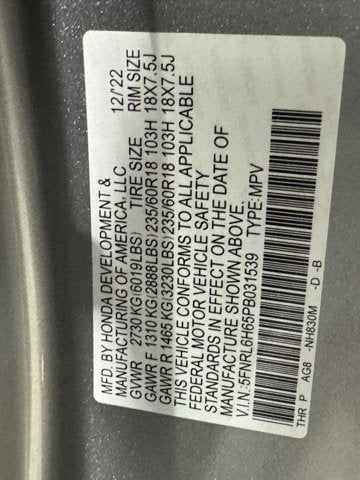 MFD. BY HONDA DEVELOPMENT & 12/22
MANUFACTURING OF AMERICA, LLC
GVWR 2730 KG(6019LBS) TIRE SIZE RIM SIZE
GAWR F 1310 KG(2888LBS)235/60R18 103H 18X7.5J
GAWR R 1465 KG(3230LBS)235/60R18 103H 18X7.5J
THIS VEHICLE CONFORMS TO ALL APPLICABLE
FEDERAL MOTOR VEHICLE SAFETY
STANDARDS IN EFFECT ON THE DATE OF
MANUFACTURE SHOWN ABOVE.
V.I.N.:5FNRL6H65PB031539 TYPE:MPV
THR P AG8 -NH830M -D -B